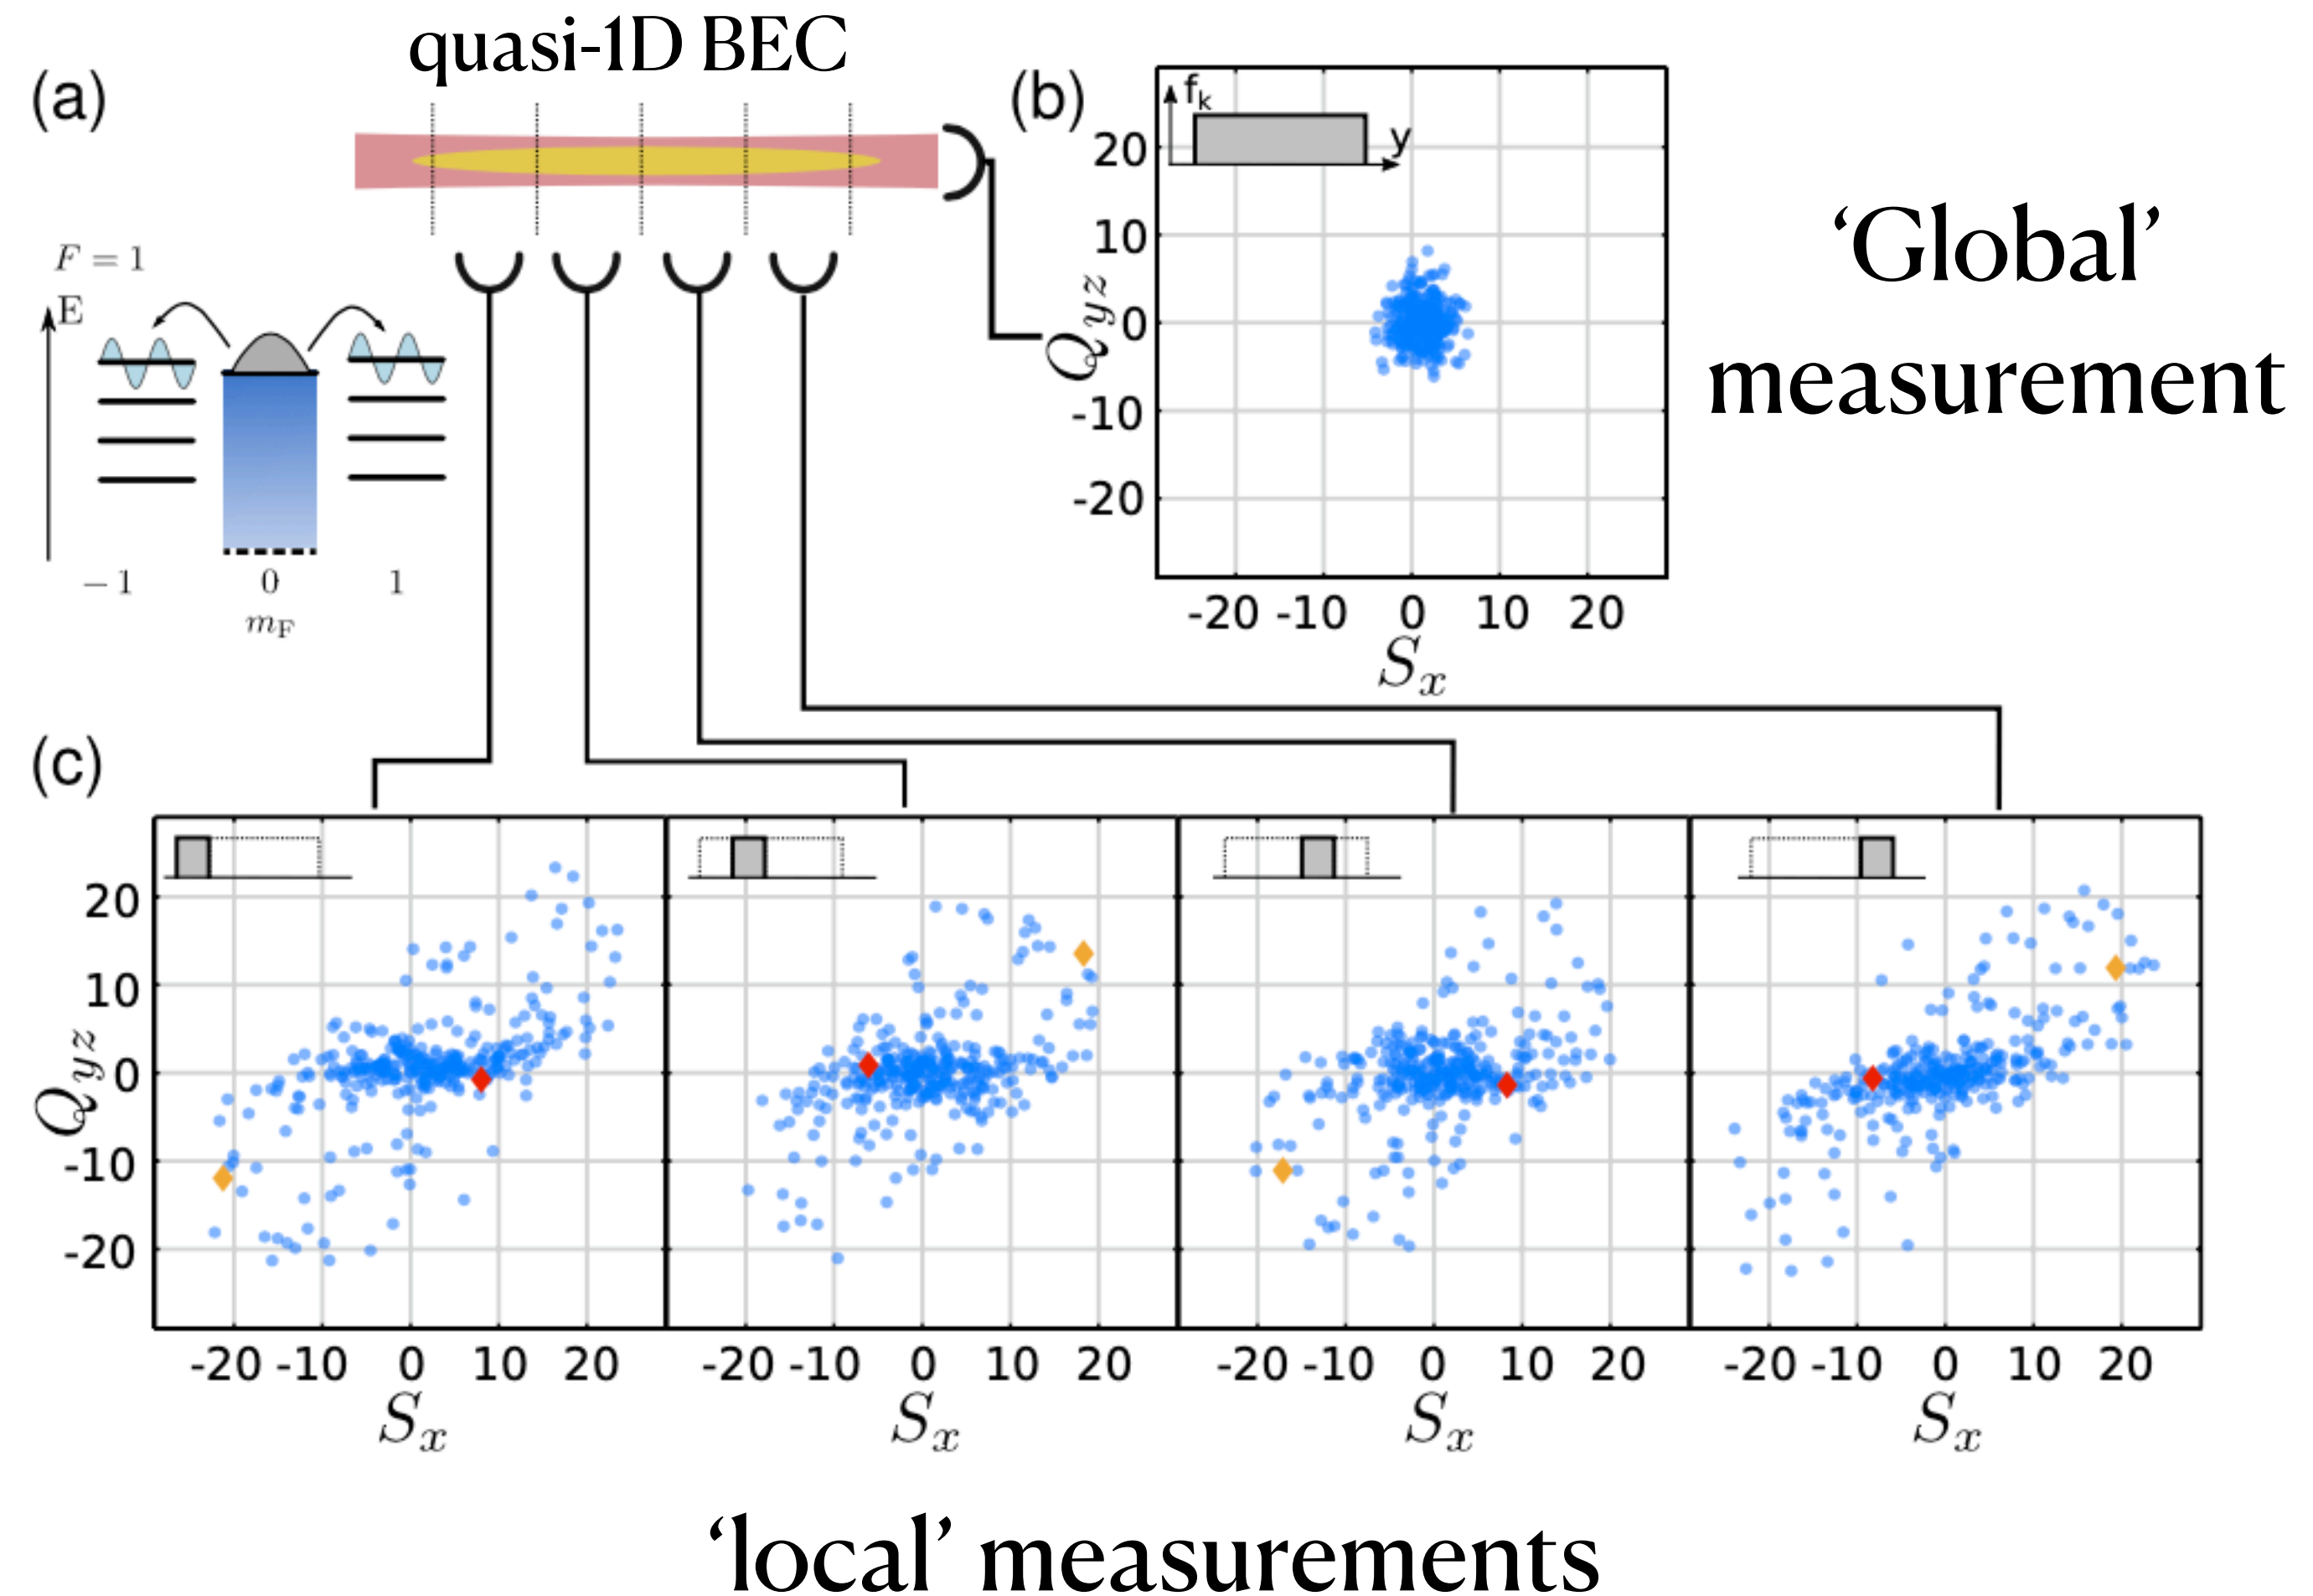 quasi-1D BEC
(a)
F = 1
E
−1 0 1
m_F
(b)
f_k
y
20
10
0
-10
-20
Q_yz
-20 -10 0 10 20
S_x
‘Global’
measurement
(c)
20
10
0
-10
-20
Q_yz
-20 -10 0 10 20 -20 -10 0 10 20 -20 -10 0 10 20 -20 -10 0 10 20
S_x S_x S_x S_x
‘local’ measurements